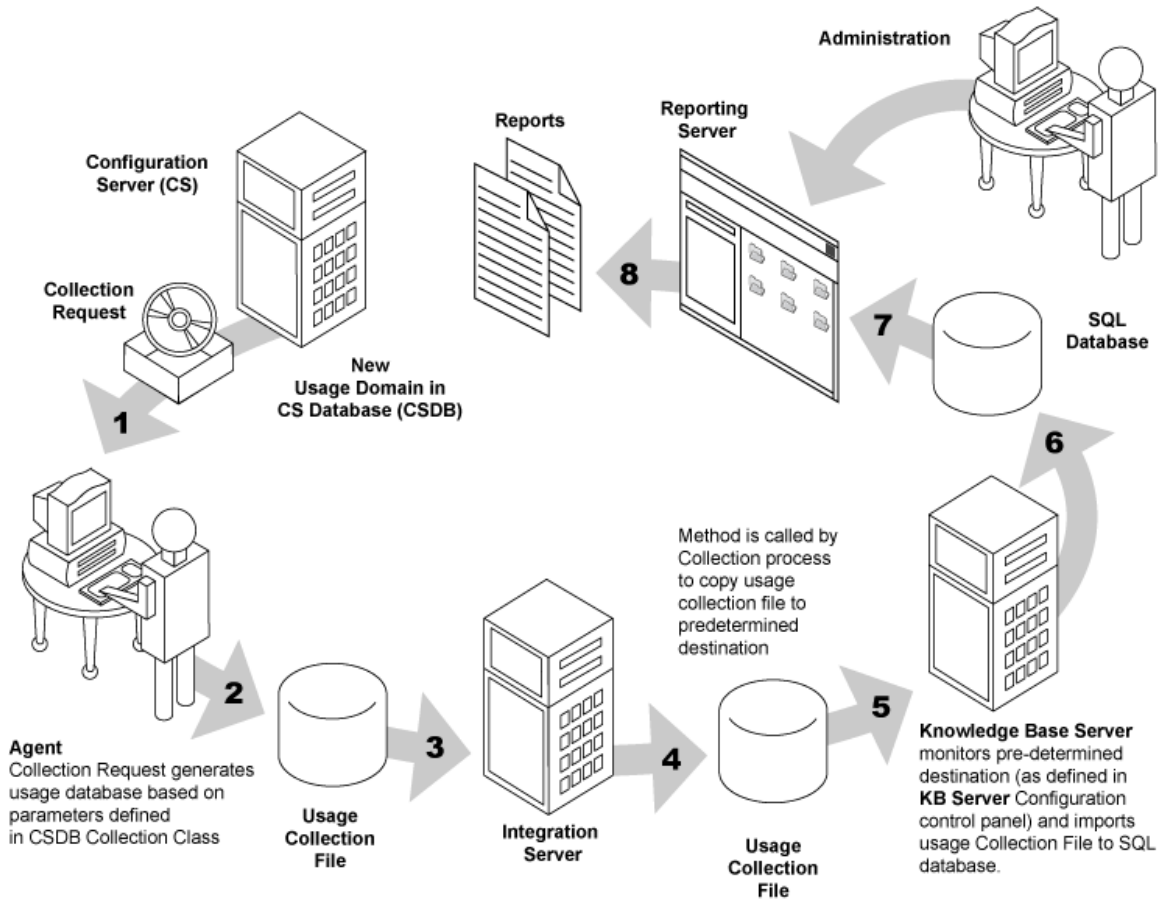 Administration
Reports
Reporting
Server
Configuration
Server (CS)
Collection
Request
New
Usage Domain in
CS Database (CSDB)
8
7
SQL
Database
1
6
Method is called by
Collection process
to copy usage
collection file to
predetermined
destination
2
3
4
5
Agent
Collection Request generates
usage database based on
parameters defined
in CSDB Collection Class
Usage
Collection
File
Integration
Server
Usage
Collection
File
Knowledge Base Server
monitors pre-determined
destination (as defined in
KB Server Configuration
control panel) and imports
usage Collection File to SQL
database.